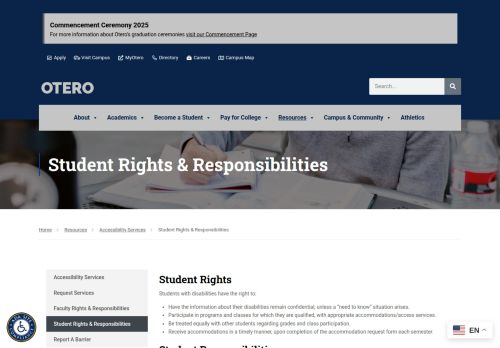 Commencement Ceremony 2025
For more information about Otero's graduation ceremonies visit our Commencement Page
Apply Visit Campus MyOtero Directory Careers Campus Map
OTERO
Search...
About Academics Become a Student Pay for College Resources Campus & Community Athletics
Student Rights & Responsibilities
Home Resources Accessibility Services Student Rights & Responsibilities
Accessibility Services
Request Services
Faculty Rights & Responsibilities
Student Rights & Responsibilities
Report A Barrier
Student Rights
Students with disabilities have the right to:
Have the information about their disabilities remain confidential, unless a "need to know" situation arises.
Participate in programs and classes for which they are qualified, with appropriate accommodations/access services.
Be treated equally with other students regarding grades and class participation.
Receive accommodations in a timely manner, upon completion of the accommodation request form each semester.
EN